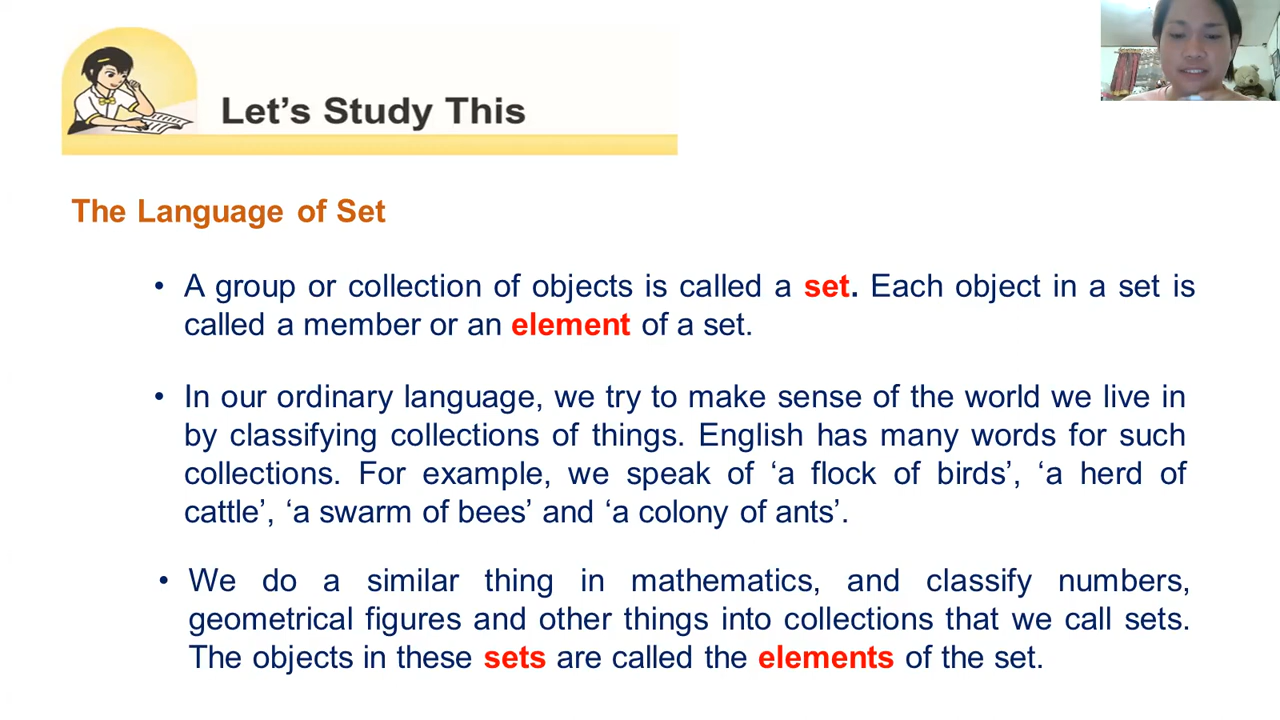 Let’s Study This
The Language of Set
• A group or collection of objects is called a set. Each object in a set is
called a member or an element of a set.
• In our ordinary language, we try to make sense of the world we live in
by classifying collections of things. English has many words for such
collections. For example, we speak of ‘a flock of birds’, ‘a herd of
cattle’, ‘a swarm of bees’ and ‘a colony of ants’.
• We do a similar thing in mathematics, and classify numbers,
geometrical figures and other things into collections that we call sets.
The objects in these sets are called the elements of the set.